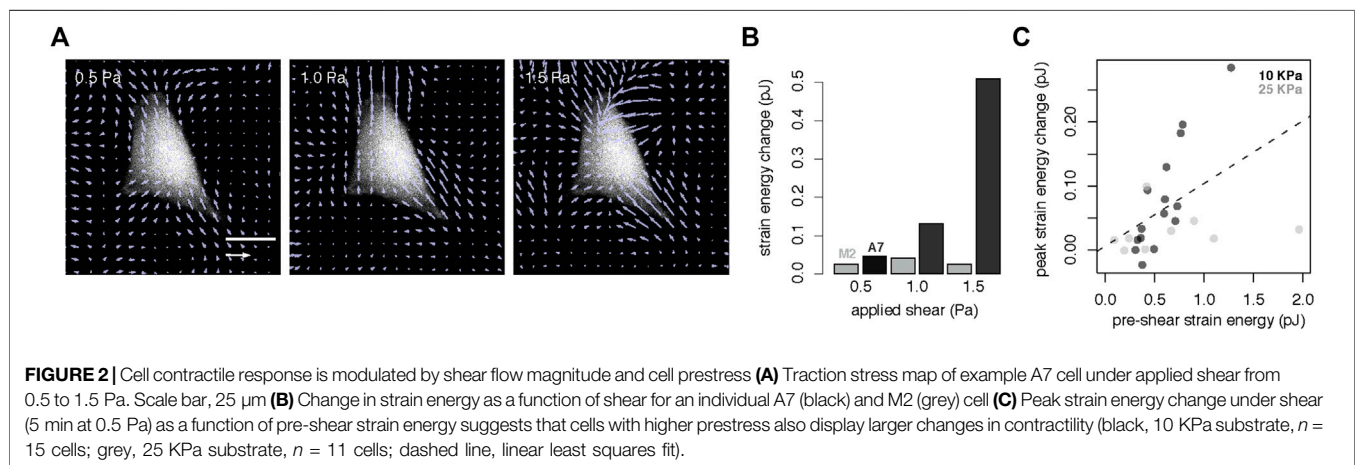 A
0.5 Pa
1.0 Pa
1.5 Pa
B
strain energy change (pJ)
0.0 0.1 0.2 0.3 0.4 0.5
M2 A7
0.5 1.0 1.5
applied shear (Pa)
C
peak strain energy change (pJ)
0.00 0.10 0.20
10 KPa
25 KPa
0.0 0.5 1.0 1.5 2.0
pre-shear strain energy (pJ)
FIGURE 2 | Cell contractile response is modulated by shear flow magnitude and cell prestress (A) Traction stress map of example A7 cell under applied shear from
0.5 to 1.5 Pa. Scale bar, 25 μm (B) Change in strain energy as a function of shear for an individual A7 (black) and M2 (grey) cell (C) Peak strain energy change under shear
(5 min at 0.5 Pa) as a function of pre-shear strain energy suggests that cells with higher prestress also display larger changes in contractility (black, 10 KPa substrate, n =
15 cells; grey, 25 KPa substrate, n = 11 cells; dashed line, linear least squares fit).